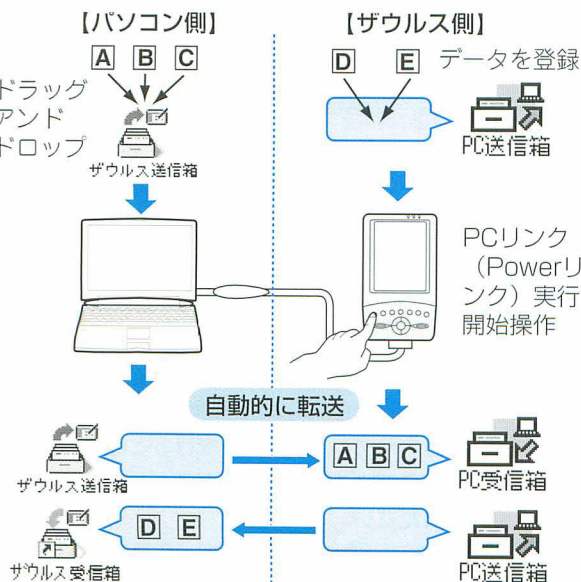 【パソコン側】
【ザウルス側】
A B C
D E データを登録
ドラッグ
アンド
ドロップ
ザウルス送信箱
PC送信箱
PCリンク
（Powerリ
ンク）実行
開始操作
自動的に転送
ザウルス送信箱
A B C
PC受信箱
D E
ザウルス受信箱
PC送信箱